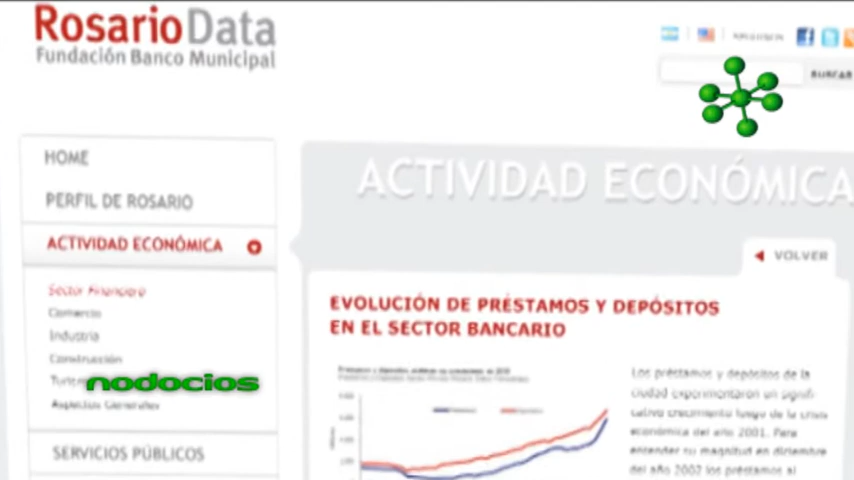 RosarioData
Fundación Banco Municipal
BUSCAR
HOME
PERFIL DE ROSARIO
ACTIVIDAD ECONÓMICA
ACTIVIDAD ECONÓMICA
VOLVER
Sector Financiero
Comercio
Industria
Construcción
nodocios
Aspectos Generales
SERVICIOS PÚBLICOS
EVOLUCIÓN DE PRÉSTAMOS Y DEPÓSITOS
EN EL SECTOR BANCARIO
Los préstamos y depósitos de la
ciudad experimentaron un signifi-
cativo crecimiento luego de la crisis
económica del año 2001. Para
entender su magnitud en diciembre
del año 2002 los préstamos al